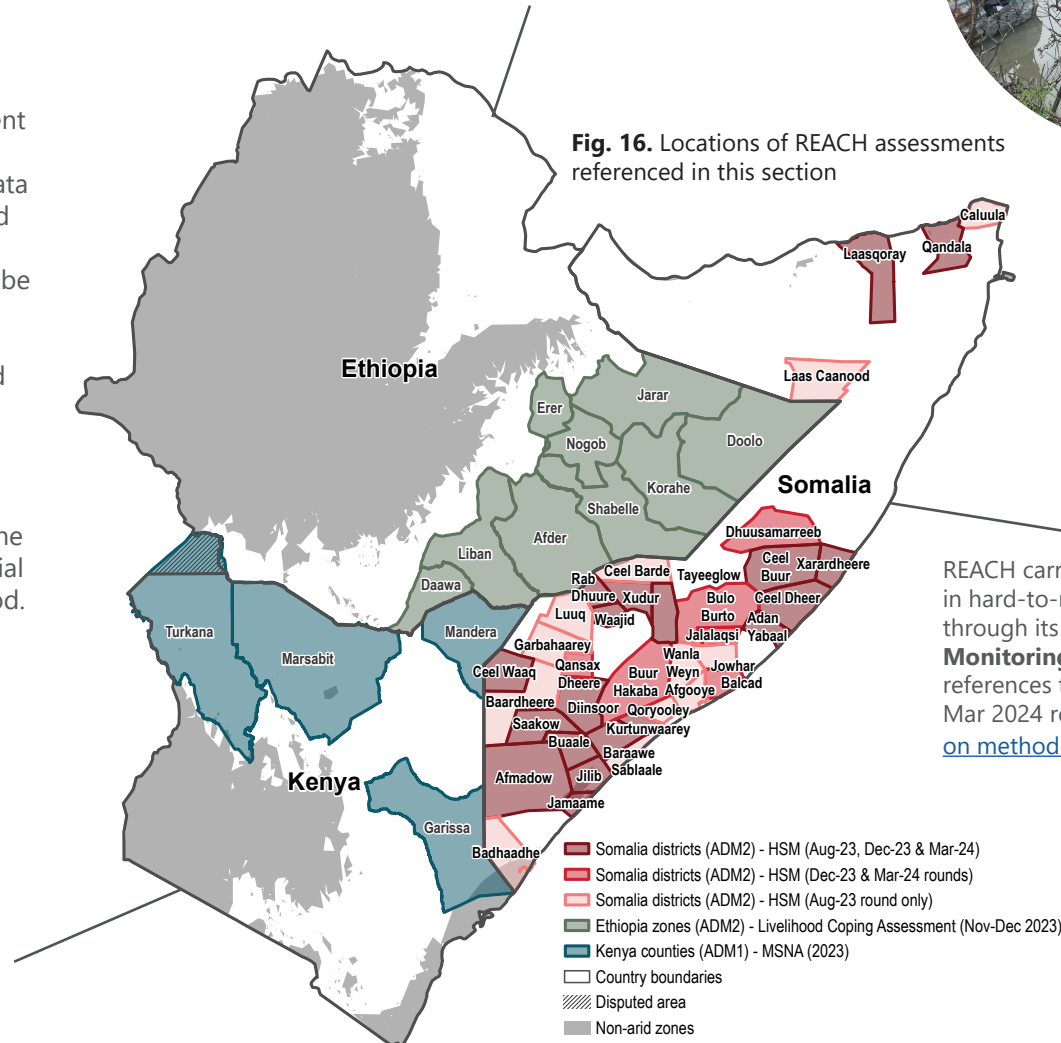 ent
ata
d
be
d
he
ial
od.
Fig. 16. Locations of REACH assessments
referenced in this section
Caluula
Qandala
Laasqoray
Laas Caanood
Ethiopia
Jarar
Erer
Nogob
Doolo
Korahe
Somalia
Shabelle
Dhuusamarreeb
Afder
Liban
Ceel
Buur
Xarardheere
Daawa
Ceel Barde
Tayeeglow
Rab
Dhuure
Xudur
Ceel Dheer
Bulo
Burto
Luuq
Waajid
Adan
Yabaal
Turkana
Mandera
Jalalaqsi
Marsabit
Garbahaarey
Wanla
Weyn
Ceel Waaq
Qansax
Dheere
Buur
Hakaba
Jowhar
Balcad
Afgooye
Baardheere
Diinsoor
Qoryooley
Saakow
Kurtunwaarey
Buaale
Baraawe
Sablaale
Kenya
Afmadow
Jilib
Jamaame
Garissa
Badhaadhe
REACH carr
in hard-to-r
through its
Monitoring
references t
Mar 2024 r
on method
Somalia districts (ADM2) - HSM (Aug-23, Dec-23 & Mar-24)
Somalia districts (ADM2) - HSM (Dec-23 & Mar-24 rounds)
Somalia districts (ADM2) - HSM (Aug-23 round only)
Ethiopia zones (ADM2) - Livelihood Coping Assessment (Nov-Dec 2023)
Kenya counties (ADM1) - MSNA (2023)
Country boundaries
Disputed area
Non-arid zones